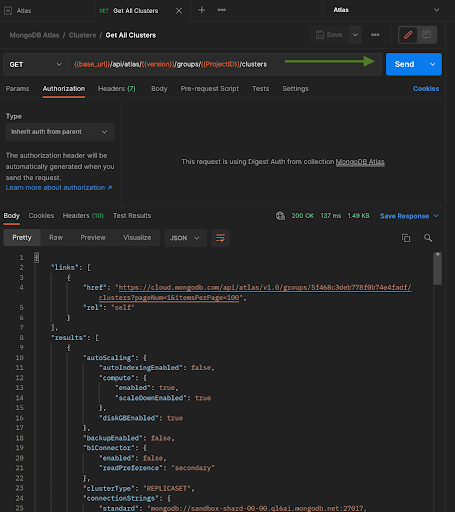 Atlas
GET Get All Clusters
Atlas
MongoDB Atlas / Clusters / Get All Clusters
Save
GET
{{base_url}}/api/atlas/{{version}}/groups/{{ProjectID}}/clusters
Send
Params Authorization Headers (7) Body Pre-request Script Tests Settings Cookies
Type
Inherit auth from parent
The authorization header will be
automatically generated when you
send the request.
Learn more about authorization ↗
This request is using Digest Auth from collection MongoDB Atlas.
Body Cookies Headers (10) Test Results
200 OK 137 ms 1.49 KB Save Response
Pretty Raw Preview Visualize JSON
1 {
2 "links": [
3 {
4 "href": "https://cloud.mongodb.com/api/atlas/v1.0/groups/5f468c3deb778f0b74e4fadf/
clusters?pageNum=1&itemsPerPage=100",
5 "rel": "self"
6 }
7 ],
8 "results": [
9 {
10 "autoScaling": {
11 "autoIndexingEnabled": false,
12 "compute": {
13 "enabled": true,
14 "scaleDownEnabled": true
15 },
16 "diskGBEnabled": true
17 },
18 "backupEnabled": false,
19 "biConnector": {
20 "enabled": false,
21 "readPreference": "secondary"
22 },
23 "clusterType": "REPLICASET",
24 "connectionStrings": {
25 "standard": "mongodb://sandbox-shard-00-00.ql6ai.mongodb.net:27017,